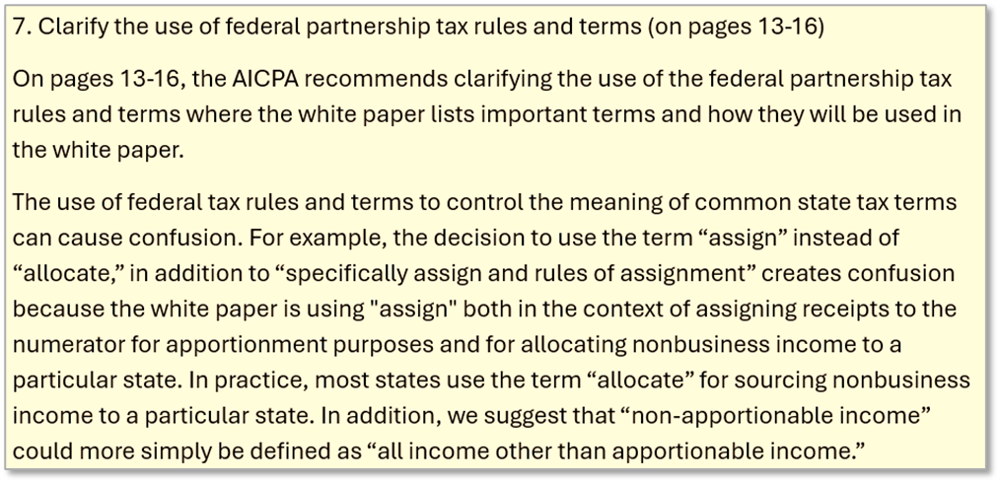 7. Clarify the use of federal partnership tax rules and terms (on pages 13-16)
On pages 13-16, the AICPA recommends clarifying the use of the federal partnership tax
rules and terms where the white paper lists important terms and how they will be used in
the white paper.
The use of federal tax rules and terms to control the meaning of common state tax terms
can cause confusion. For example, the decision to use the term “assign” instead of
“allocate,” in addition to “specifically assign and rules of assignment” creates confusion
because the white paper is using "assign" both in the context of assigning receipts to the
numerator for apportionment purposes and for allocating nonbusiness income to a
particular state. In practice, most states use the term “allocate” for sourcing nonbusiness
income to a particular state. In addition, we suggest that “non-apportionable income”
could more simply be defined as “all income other than apportionable income.”